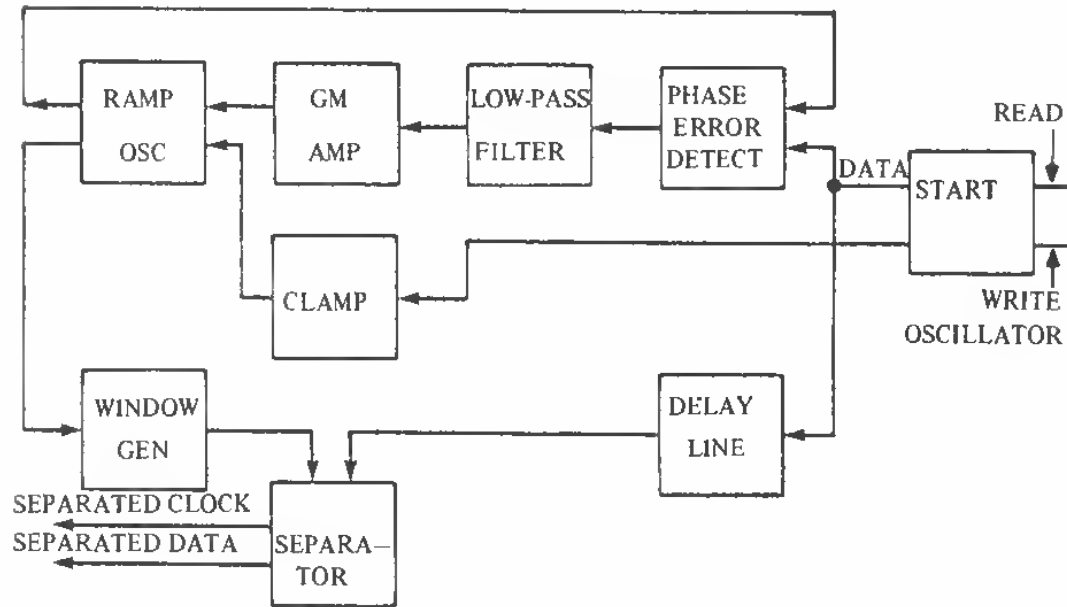 RAMP
OSC
GM
AMP
LOW-PASS
FILTER
PHASE
ERROR
DETECT
READ
DATA
START
CLAMP
WRITE
OSCILLATOR
WINDOW
GEN
DELAY
LINE
SEPARATED CLOCK
SEPARATED DATA
SEPARA-
TOR